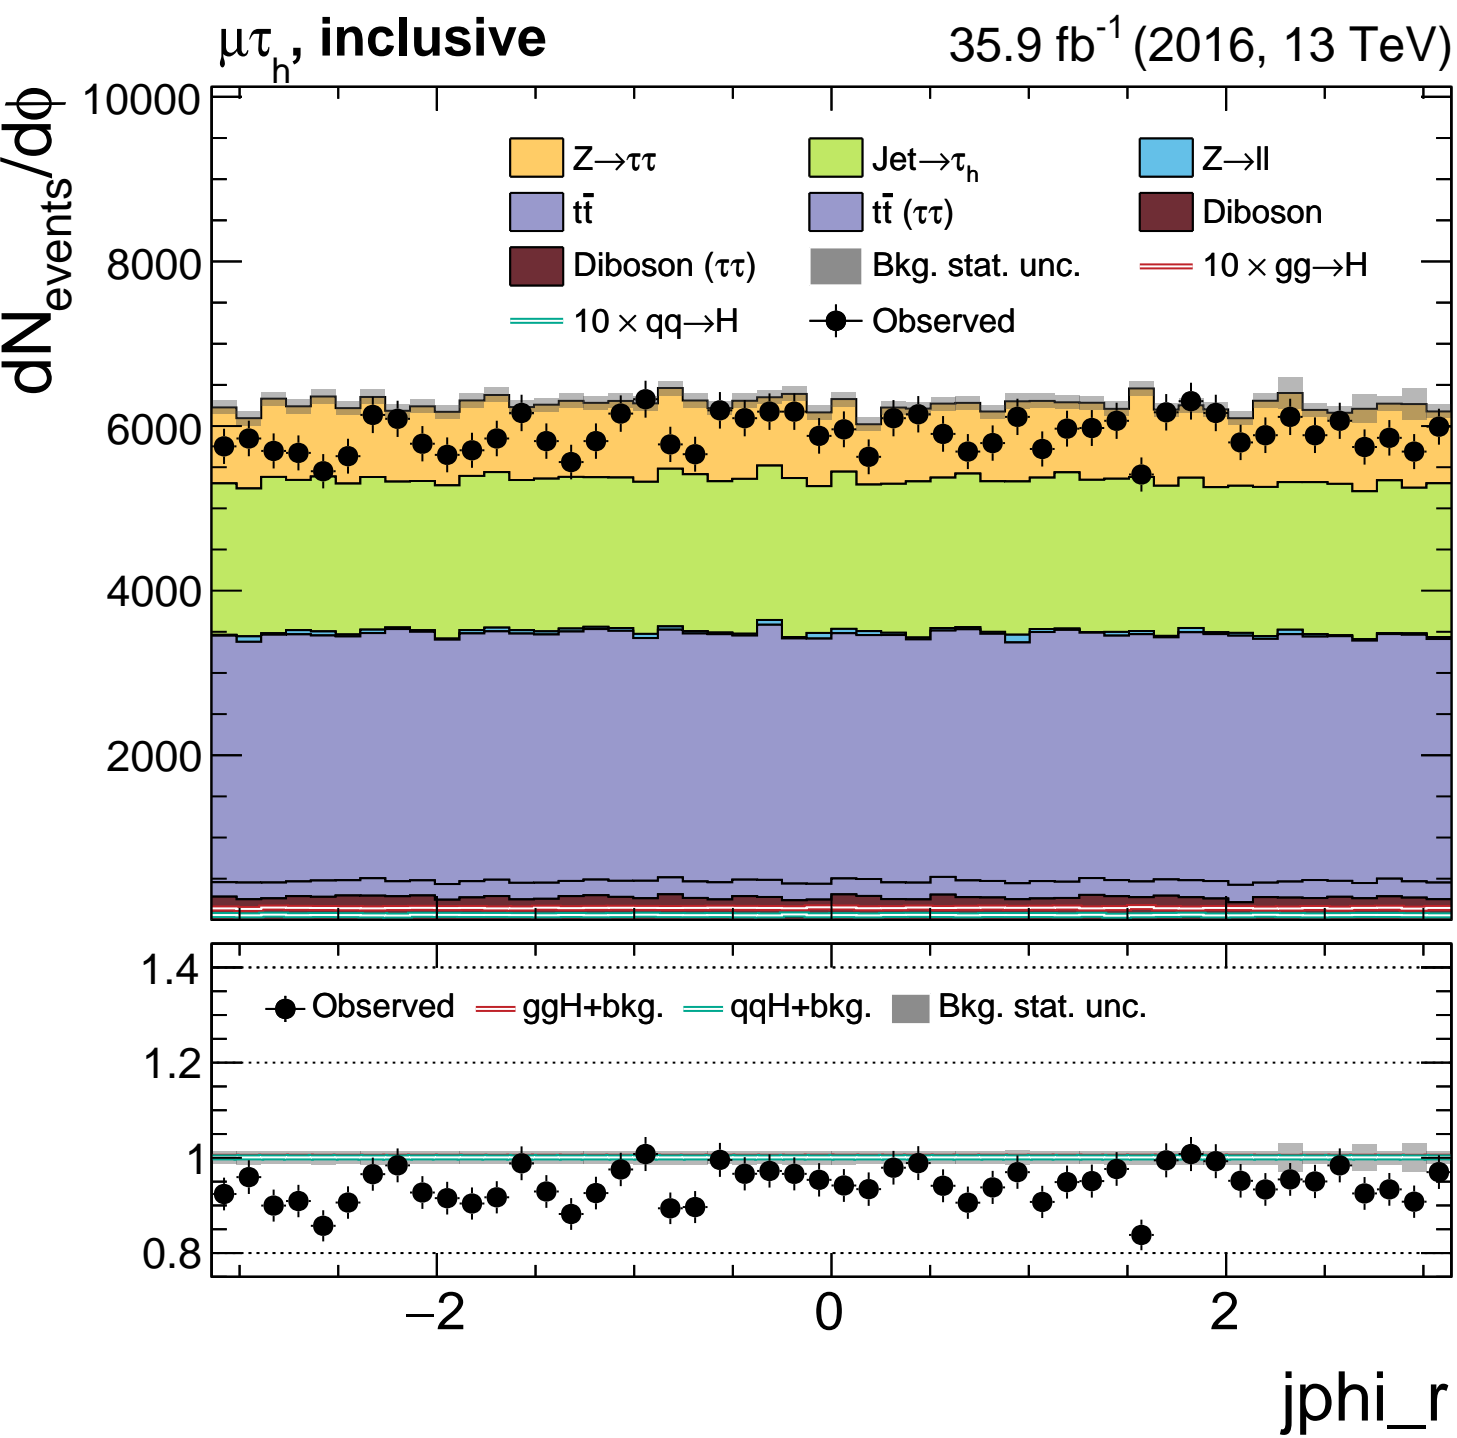 μτh, inclusive 35.9 fb-1 (2016, 13 TeV)
dNevents/dϕ
10000
8000
6000
4000
2000
Z→ττ Jet→τh Z→ll
tt̄ tt̄ (ττ) Diboson
Diboson (ττ) Bkg. stat. unc. 10 × gg→H
10 × qq→H Observed
1.4
1.2
1
0.8
Observed ggH+bkg. qqH+bkg. Bkg. stat. unc.
−2 0 2
jphi_r